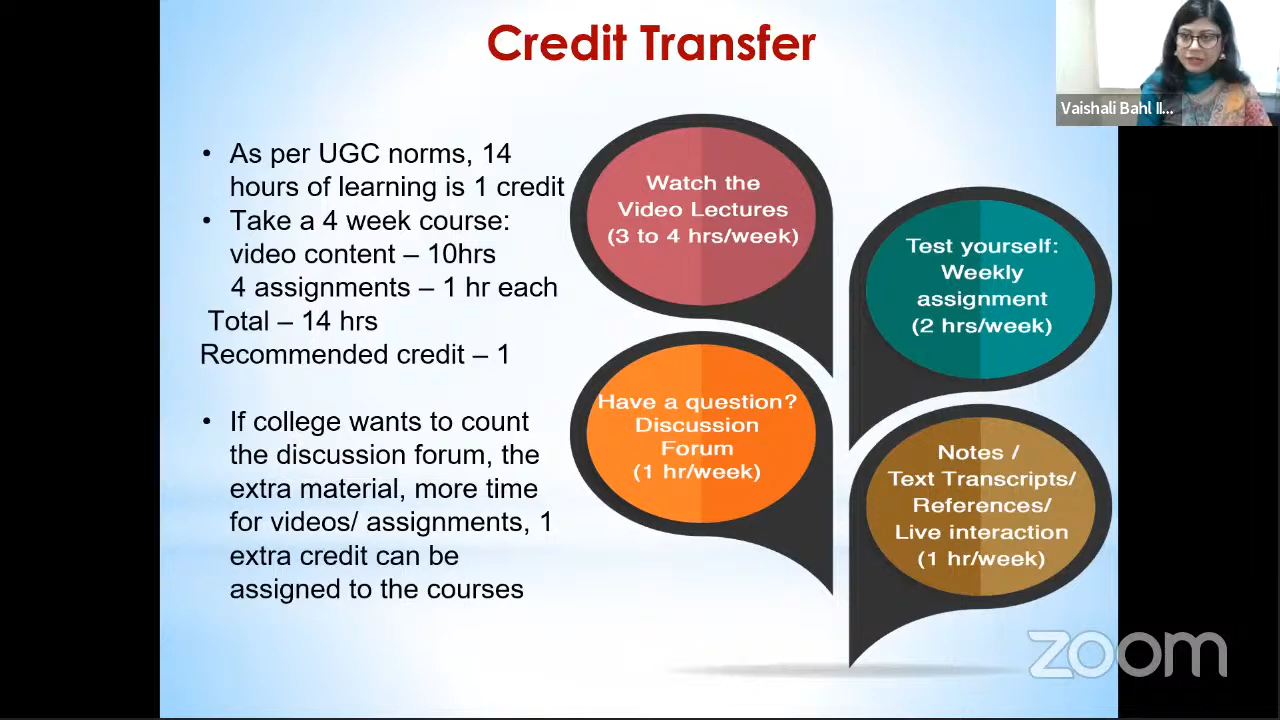 Credit Transfer
• As per UGC norms, 14
hours of learning is 1 credit
• Take a 4 week course:
video content – 10hrs
4 assignments – 1 hr each
Total – 14 hrs
Recommended credit – 1
• If college wants to count
the discussion forum, the
extra material, more time
for videos/ assignments, 1
extra credit can be
assigned to the courses
Watch the
Video Lectures
(3 to 4 hrs/week)
Test yourself:
Weekly
assignment
(2 hrs/week)
Have a question?
Discussion
Forum
(1 hr/week)
Notes /
Text Transcripts/
References/
Live interaction
(1 hr/week)
Vaishali Bahl II...
zoom